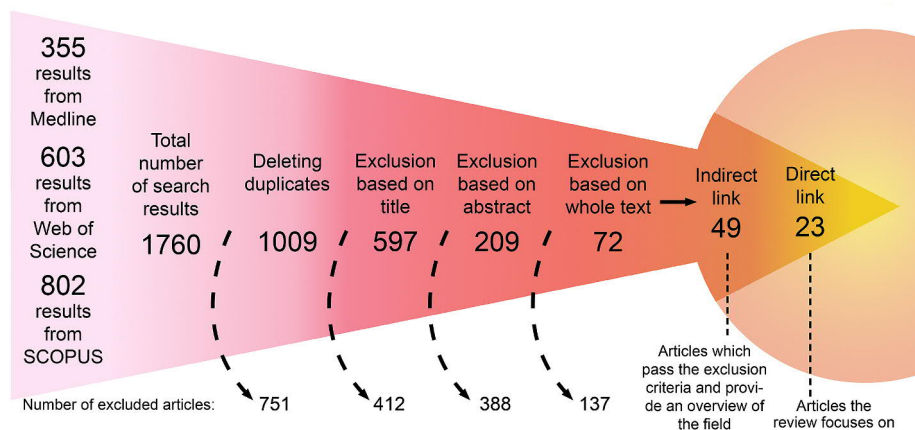 355
results
from
Medline
603
results
from
Web of
Science
802
results
from
SCOPUS
Total
number
of search
results
1760
Deleting
duplicates
1009
Exclusion
based on
title
597
Exclusion
based on
abstract
209
Exclusion
based on
whole text
72
Indirect
link
49
Direct
link
23
Number of excluded articles:
751
412
388
137
Articles which
pass the exclusion
criteria and provi-
de an overview of
the field
Articles the
review focuses on